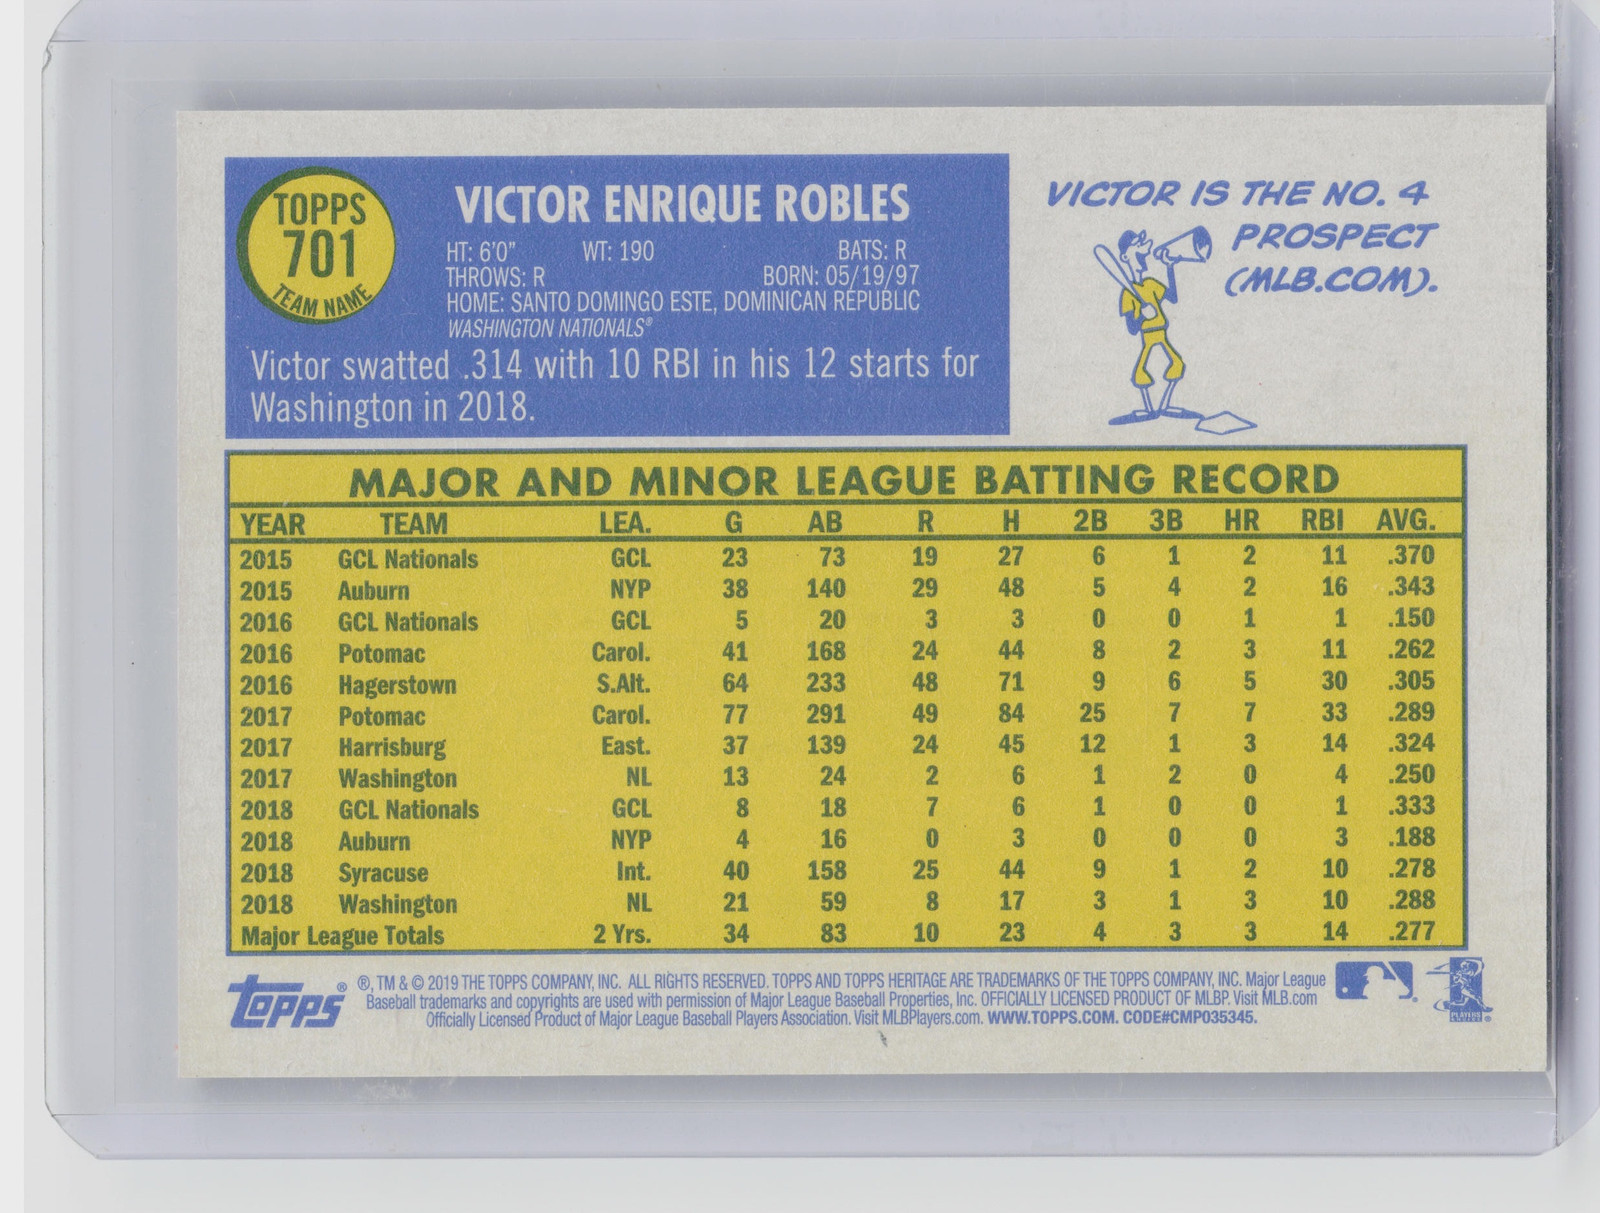 TOPPS
701
TEAM NAME
VICTOR ENRIQUE ROBLES
HT: 6'0" WT: 190 BATS: R
THROWS: R BORN: 05/19/97
HOME: SANTO DOMINGO ESTE, DOMINICAN REPUBLIC
WASHINGTON NATIONALS®
Victor swatted .314 with 10 RBI in his 12 starts for
Washington in 2018.
VICTOR IS THE NO. 4
PROSPECT
(MLB.COM).
MAJOR AND MINOR LEAGUE BATTING RECORD
YEAR TEAM LEA. G AB R H 2B 3B HR RBI AVG.
2015 GCL Nationals GCL 23 73 19 27 6 1 2 11 .370
2015 Auburn NYP 38 140 29 48 5 4 2 16 .343
2016 GCL Nationals GCL 5 20 3 3 0 0 1 1 .150
2016 Potomac Carol. 41 168 24 44 8 2 3 11 .262
2016 Hagerstown S.Alt. 64 233 48 71 9 6 5 30 .305
2017 Potomac Carol. 77 291 49 84 25 7 7 33 .289
2017 Harrisburg East. 37 139 24 45 12 1 3 14 .324
2017 Washington NL 13 24 2 6 1 2 0 4 .250
2018 GCL Nationals GCL 8 18 7 6 1 0 0 1 .333
2018 Auburn NYP 4 16 0 3 0 0 0 3 .188
2018 Syracuse Int. 40 158 25 44 9 1 2 10 .278
2018 Washington NL 21 59 8 17 3 1 3 10 .288
Major League Totals 2 Yrs. 34 83 10 23 4 3 3 14 .277
topps®
®, TM & © 2019 THE TOPPS COMPANY, INC. ALL RIGHTS RESERVED. TOPPS AND TOPPS HERITAGE ARE TRADEMARKS OF THE TOPPS COMPANY, INC. Major League
Baseball trademarks and copyrights are used with permission of Major League Baseball Properties, Inc. OFFICIALLY LICENSED PRODUCT OF MLBP. Visit MLB.com
Officially Licensed Product of Major League Baseball Players Association. Visit MLBPlayers.com. WWW.TOPPS.COM. CODE#CMP035345.
PLAYERS